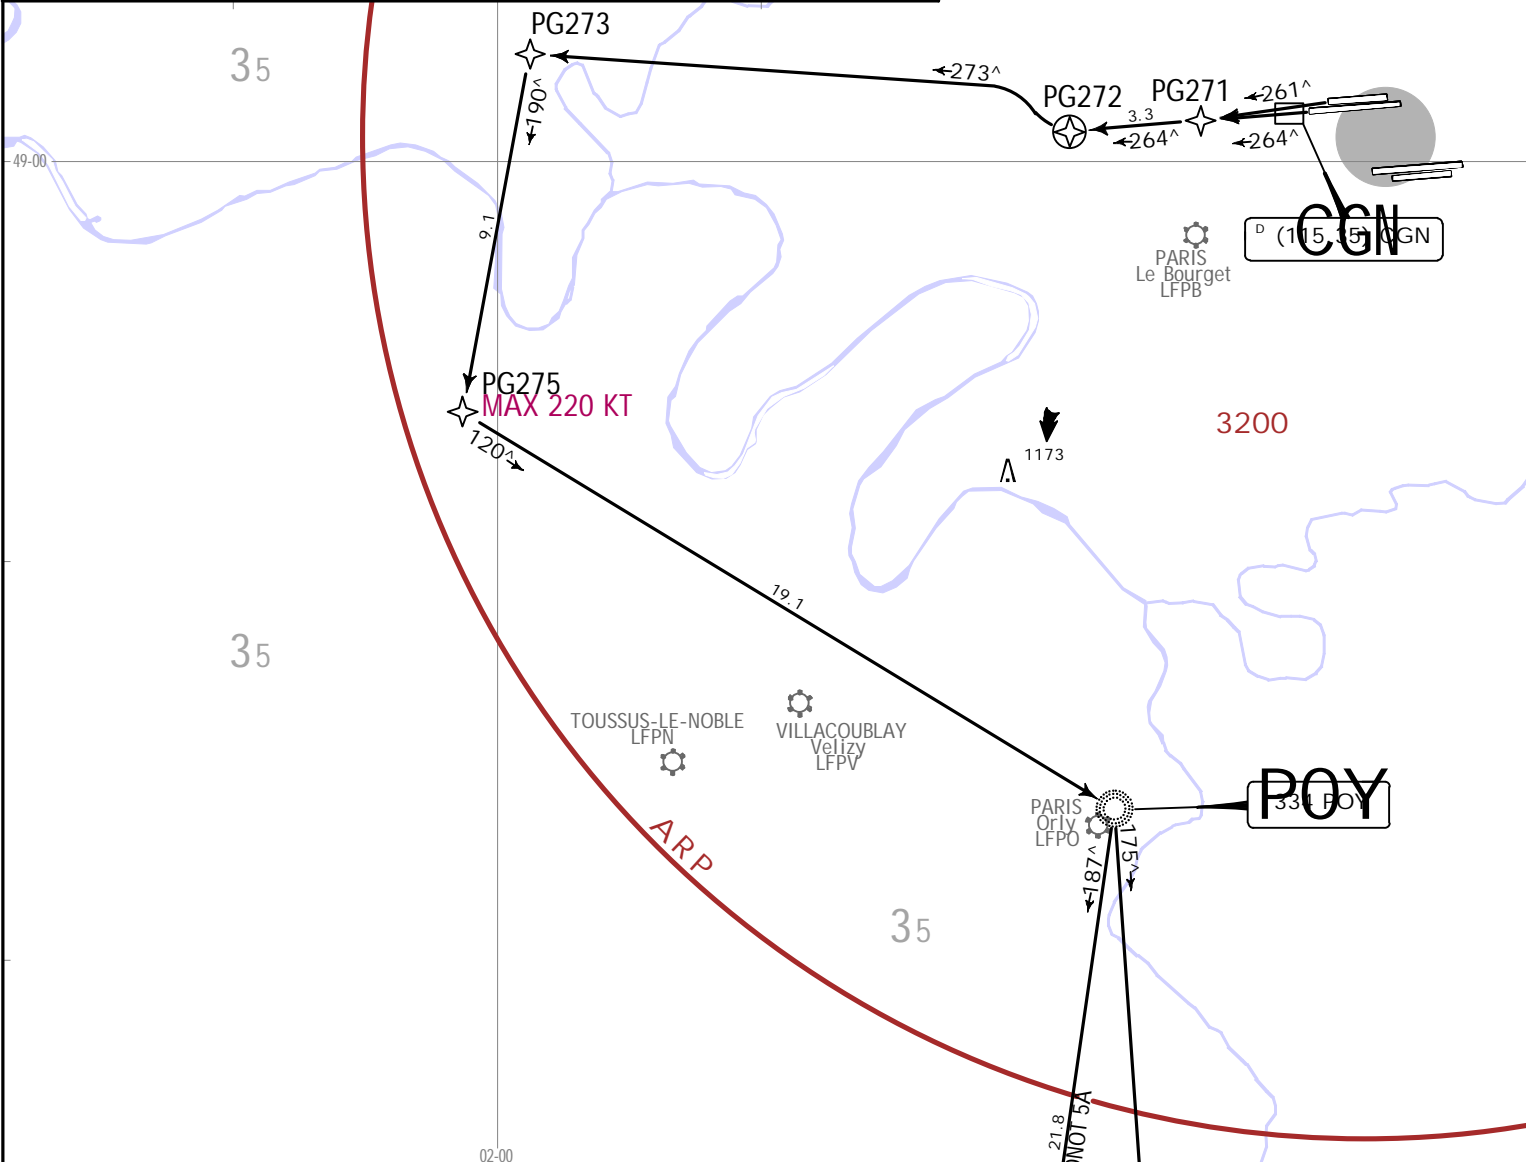 PG273
35
←273^
PG272
PG271
3.3
←264^
←261^
←264^
←190^
49-00
CGN
D (115.35) CGN
PARIS
Le Bourget
LFPB
9.1
PG275
MAX 220 KT
120^→
3200
1173
19.1
35
TOUSSUS-LE-NOBLE
LFPN
VILLACOUBLAY
Velizy
LFPV
POY
334 POY
PARIS
Orly
LFPO
ARP
←187^
175^→
35
21.8
NOT 5A
02-00